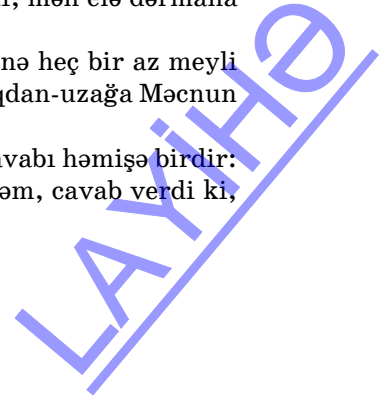 mən elə dərmana
nə heç bir az meyli
qdan-uzağa Məcnun
avabı həmişə birdir:
əm, cavab verdi ki,
LAYİHƏ